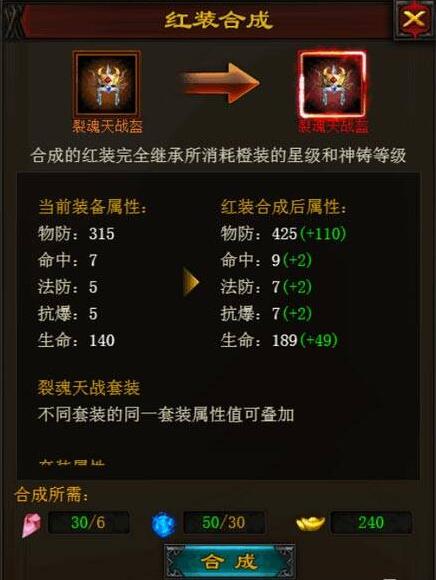 红装合成
裂魂天战盔 裂魂天战盔
合成的红装完全继承所消耗橙装的星级和神铸等级
当前装备属性: 红装合成后属性:
物防: 315 物防: 425(+110)
命中: 7 命中: 9(+2)
法防: 5 法防: 7(+2)
抗爆: 5 抗爆: 7(+2)
生命: 140 生命: 189(+49)
裂魂天战套装
不同套装的同一套装属性值可叠加
合成所需:
30/6 50/30 240
合成